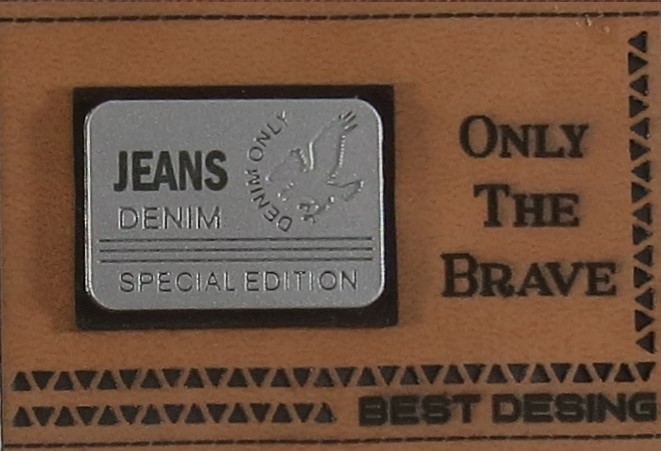 JEANS
DENIM
DENIM ONLY
SPECIAL EDITION
ONLY
THE
BRAVE
BEST DESING